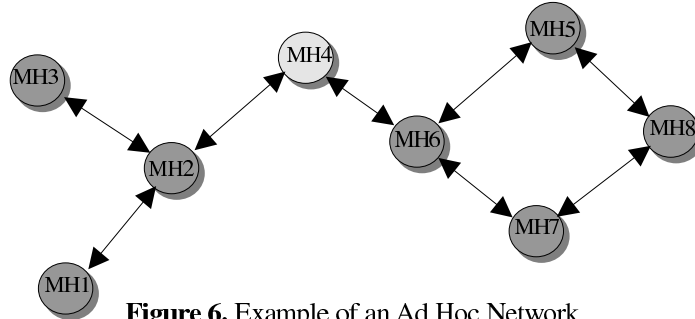 MH5
MH4
MH3
MH8
MH6
MH2
MH7
MH1
Figure 6. Example of an Ad Hoc Network